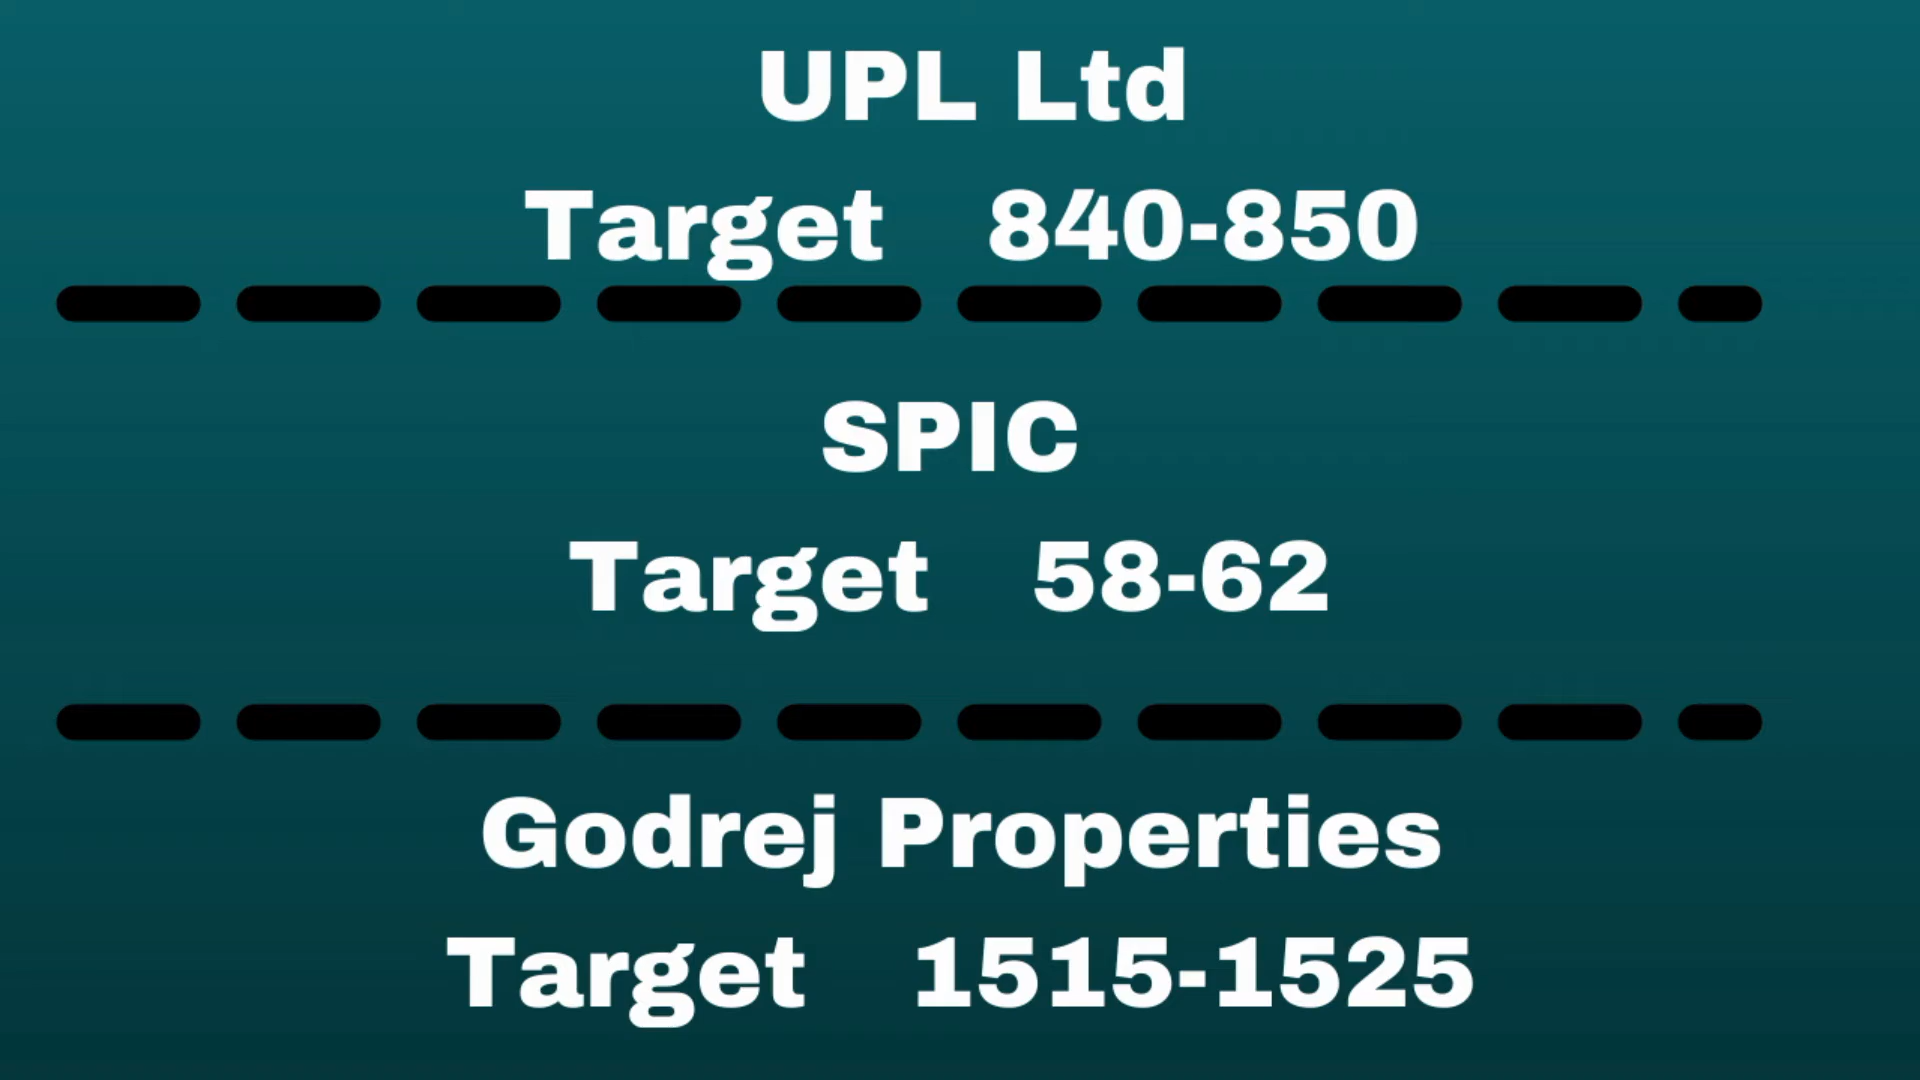 UPL Ltd
Target 840-850
SPIC
Target 58-62
Godrej Properties
Target 1515-1525